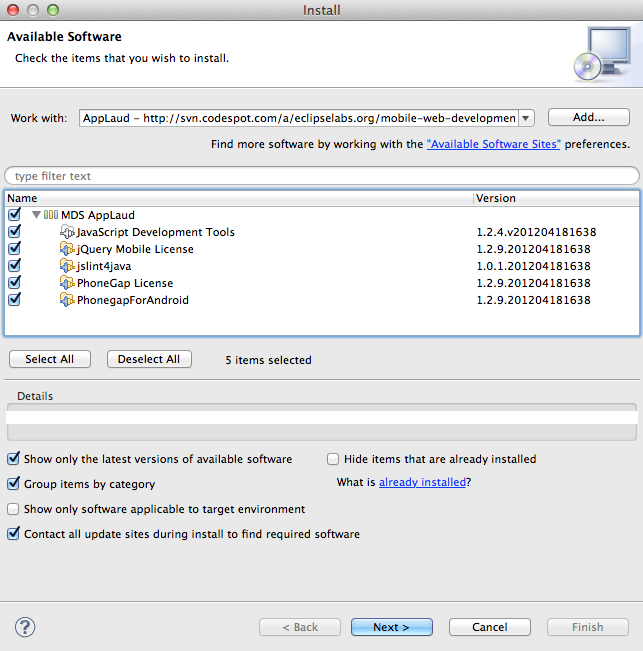 Install
Available Software
Check the items that you wish to install.
Work with: AppLaud - http://svn.codespot.com/a/eclipselabs.org/mobile-web-developmen Add...
Find more software by working with the "Available Software Sites" preferences.
type filter text
Name Version
MDS AppLaud
JavaScript Development Tools 1.2.4.v201204181638
jQuery Mobile License 1.2.9.201204181638
jslint4java 1.0.1.201204181638
PhoneGap License 1.2.9.201204181638
PhonegapForAndroid 1.2.9.201204181638
Select All Deselect All 5 items selected
Details
Show only the latest versions of available software Hide items that are already installed
Group items by category What is already installed?
Show only software applicable to target environment
Contact all update sites during install to find required software
? < Back Next > Cancel Finish